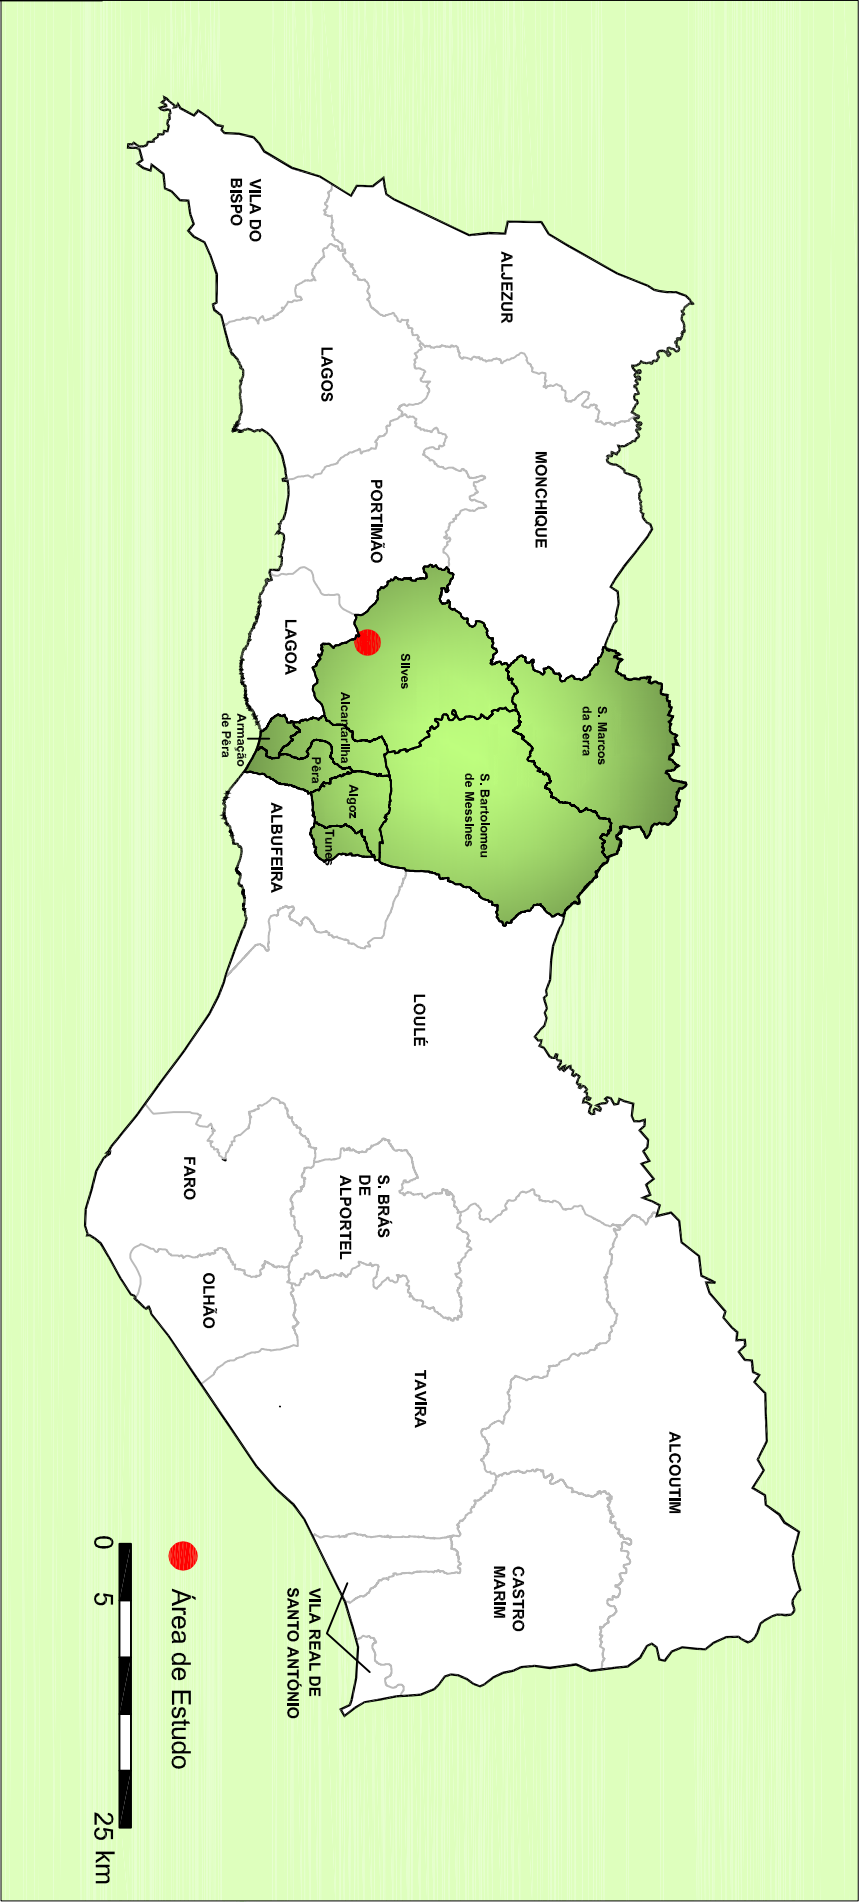 ALJEZUR
MONCHIQUE
VILA DO
BISPO
LAGOS
PORTIMÃO
LAGOA
Silves
S. Marcos
da Serra
S. Bartolomeu
de Messines
Alcantarilha
Armação
de Pêra
Pêra
Algoz
Tunes
ALBUFEIRA
LOULÉ
FARO
S. BRÁS
DE
ALPORTEL
OLHÃO
TAVIRA
ALCOUTIM
CASTRO
MARIM
VILA REAL DE
SANTO ANTÓNIO
Área de Estudo
0 5 25 km